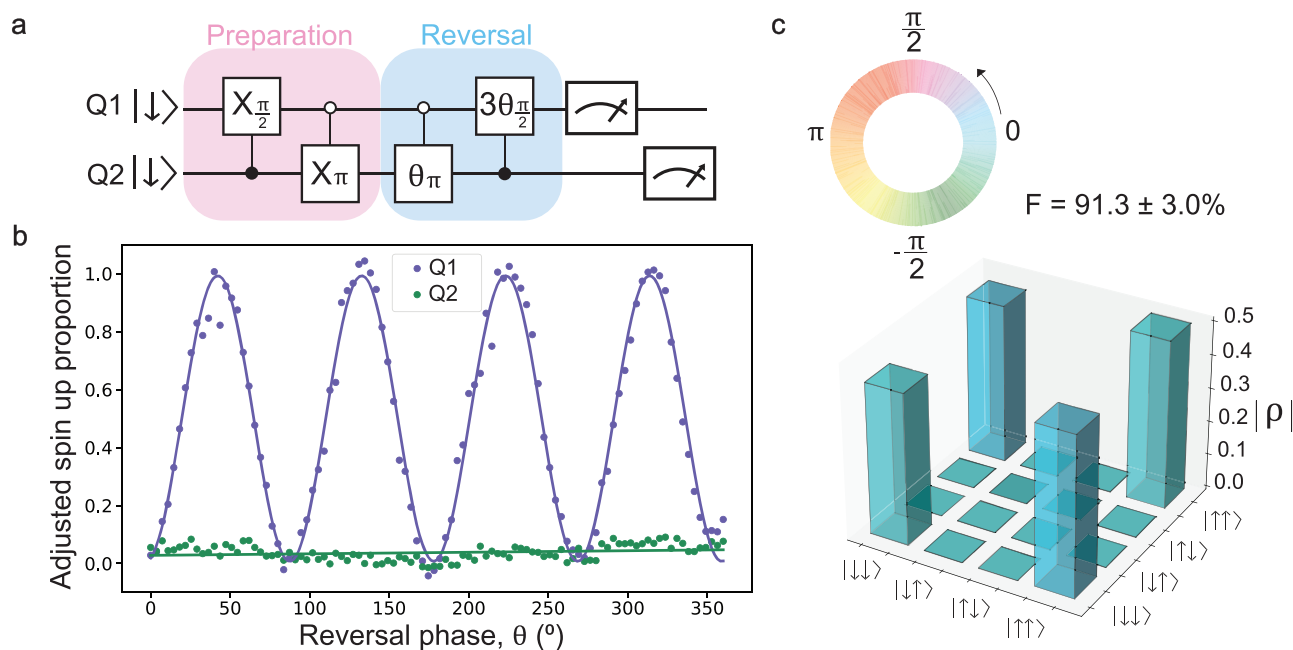 a
Preparation
Reversal
Q1 |↓⟩
X π/2
3θ π/2
Q2 |↓⟩
Xπ
θπ
b
Adjusted spin up proportion
1.0
0.8
0.6
0.4
0.2
0.0
Q1
Q2
0
50
100
150
200
250
300
350
Reversal phase, θ (º)
c
π/2
π
0
-π/2
F = 91.3 ± 3.0%
0.5
0.4
0.3
0.2
0.1
0.0
|ρ|
|↓↓⟩
|↓↑⟩
|↑↓⟩
|↑↑⟩
|↑↑⟩
|↑↓⟩
|↓↑⟩
|↓↓⟩